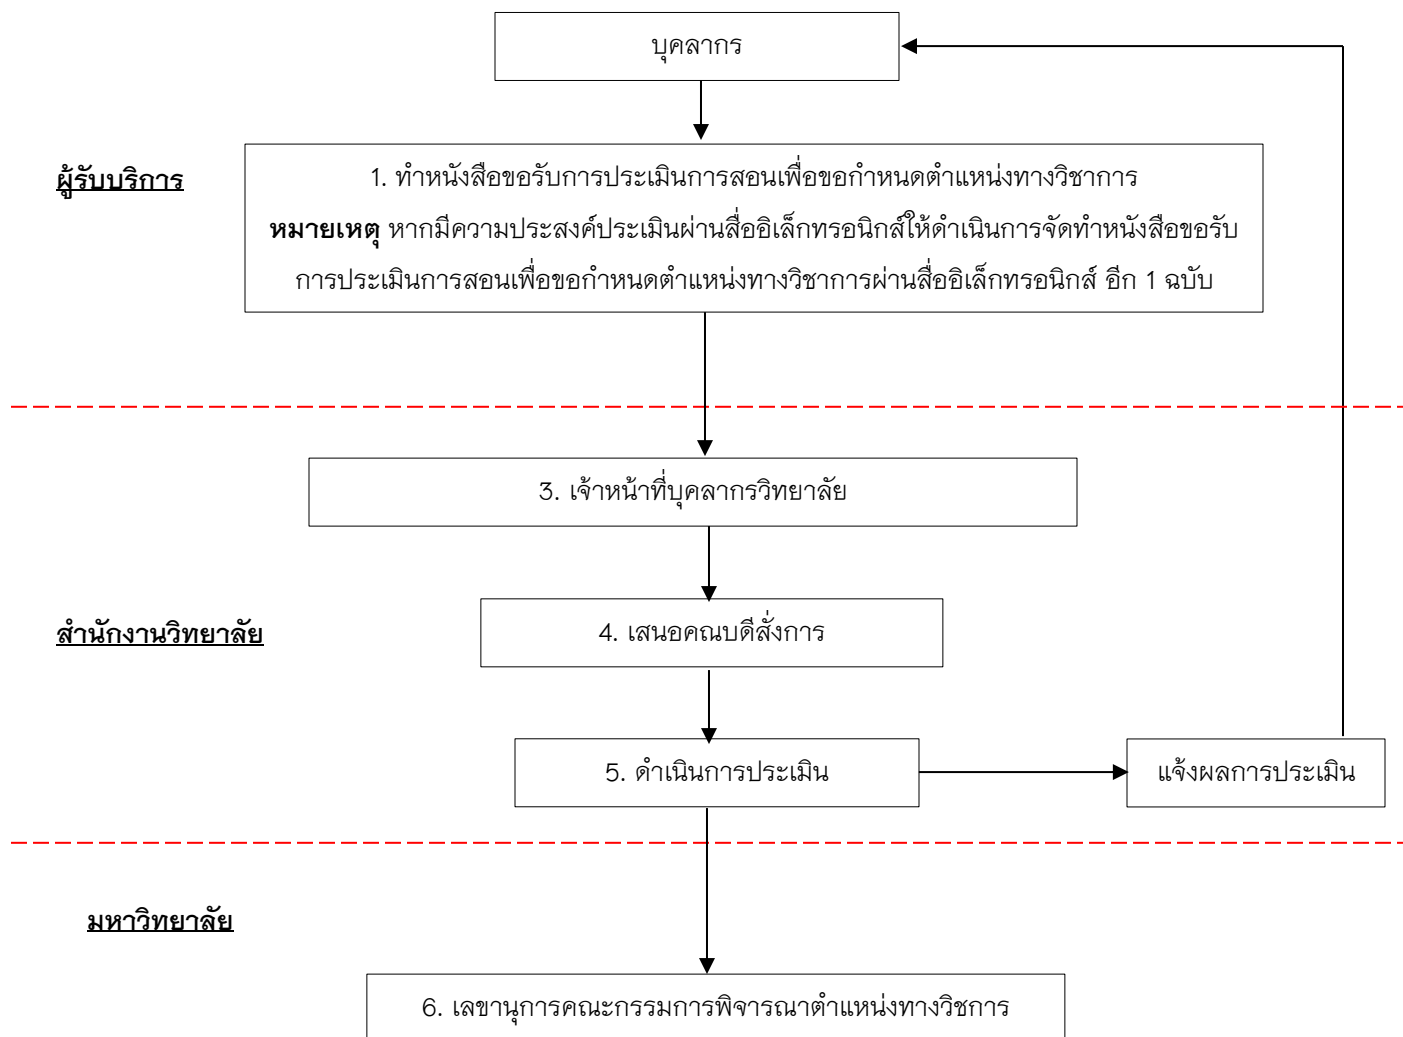 บุคลากร
ผู้รับบริการ
1. ทำหนังสือขอรับการประเมินการสอนเพื่อขอกำหนดตำแหน่งทางวิชาการ
หมายเหตุ หากมีความประสงค์ประเมินผ่านสื่ออิเล็กทรอนิกส์ให้ดำเนินการจัดทำหนังสือขอรับ
การประเมินการสอนเพื่อขอกำหนดตำแหน่งทางวิชาการผ่านสื่ออิเล็กทรอนิกส์ อีก 1 ฉบับ
3. เจ้าหน้าที่บุคลากรวิทยาลัย
สำนักงานวิทยาลัย
4. เสนอคณบดีสั่งการ
5. ดำเนินการประเมิน
แจ้งผลการประเมิน
มหาวิทยาลัย
6. เลขานุการคณะกรรมการพิจารณาตำแหน่งทางวิชการ